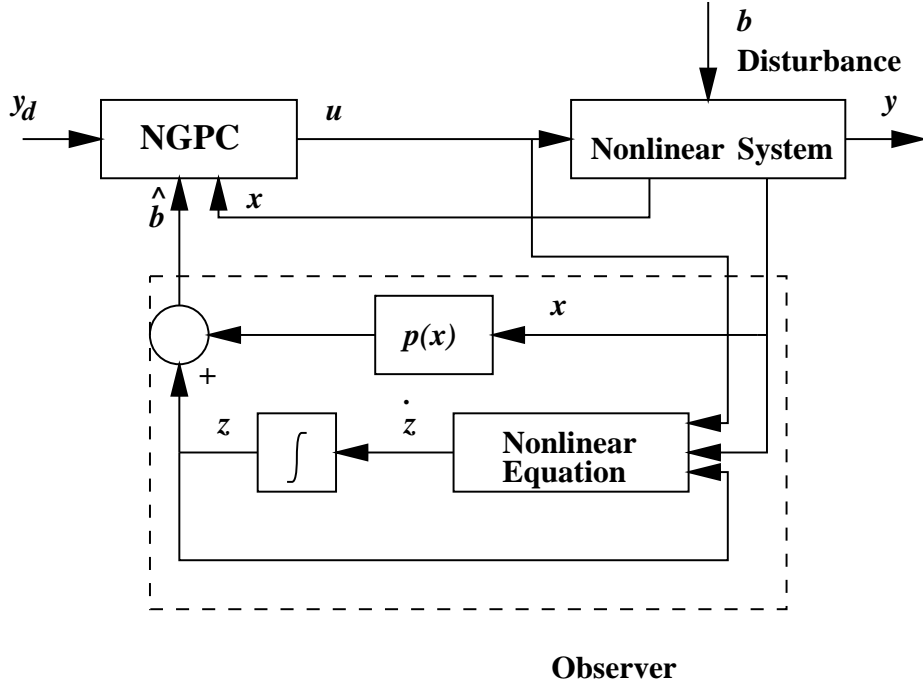 b
Disturbance
y_d
NGPC
u
Nonlinear System
y
b̂
x
x
p(x)
+
z
∫
ż
Nonlinear
Equation
Observer